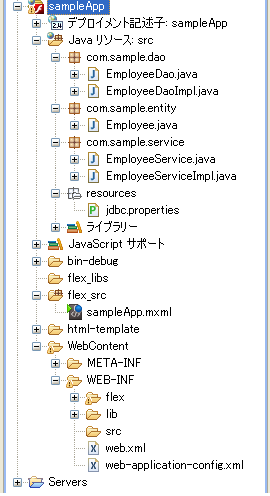 sampleApp
デプロイメント記述子: sampleApp
Java リソース: src
com.sample.dao
EmployeeDao.java
EmployeeDaoImpl.java
com.sample.entity
Employee.java
com.sample.service
EmployeeService.java
EmployeeServiceImpl.java
resources
jdbc.properties
ライブラリー
JavaScript サポート
bin-debug
flex_libs
flex_src
sampleApp.mxml
html-template
WebContent
META-INF
WEB-INF
flex
lib
src
web.xml
web-application-config.xml
Servers